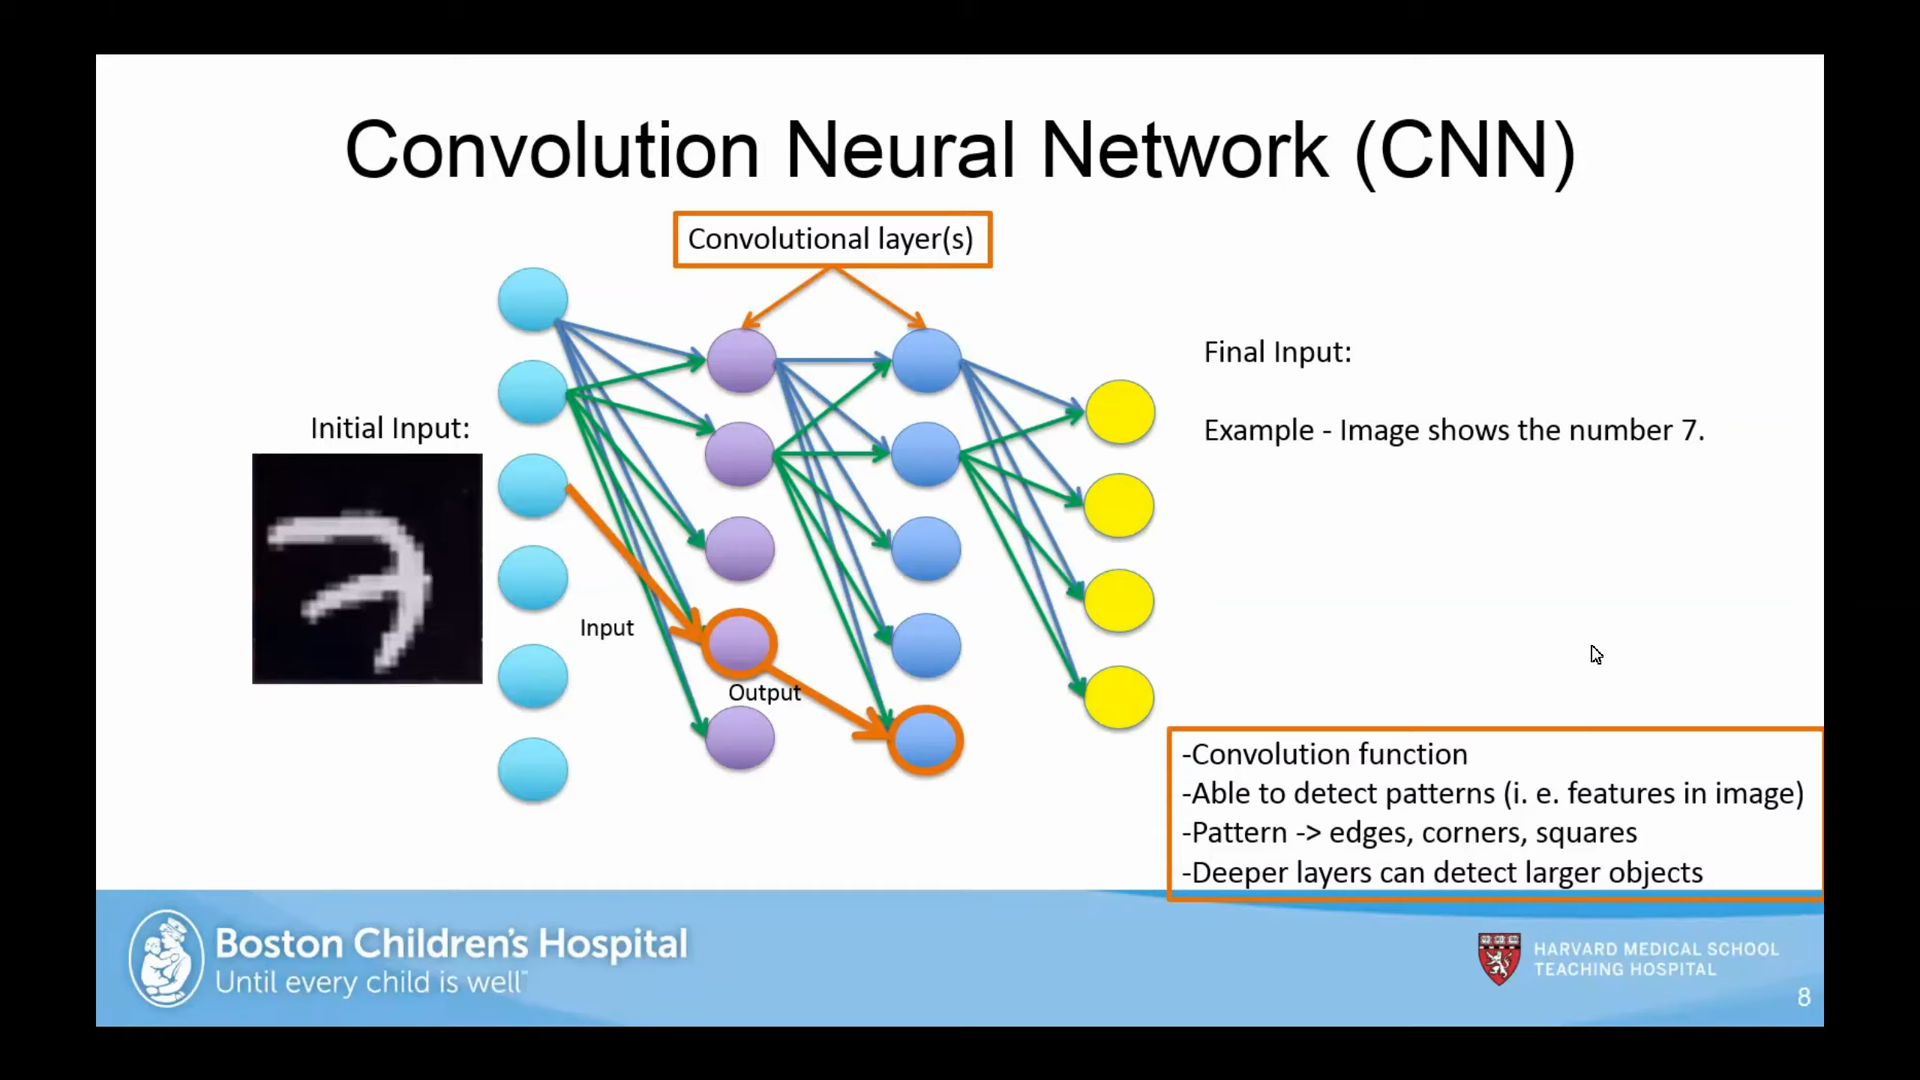 Convolution Neural Network (CNN)
Convolutional layer(s)
Final Input:
Example - Image shows the number 7.
Initial Input:
Input
Output
-Convolution function
-Able to detect patterns (i. e. features in image)
-Pattern -> edges, corners, squares
-Deeper layers can detect larger objects
Boston Children's Hospital
Until every child is well™
HARVARD MEDICAL SCHOOL
TEACHING HOSPITAL
8